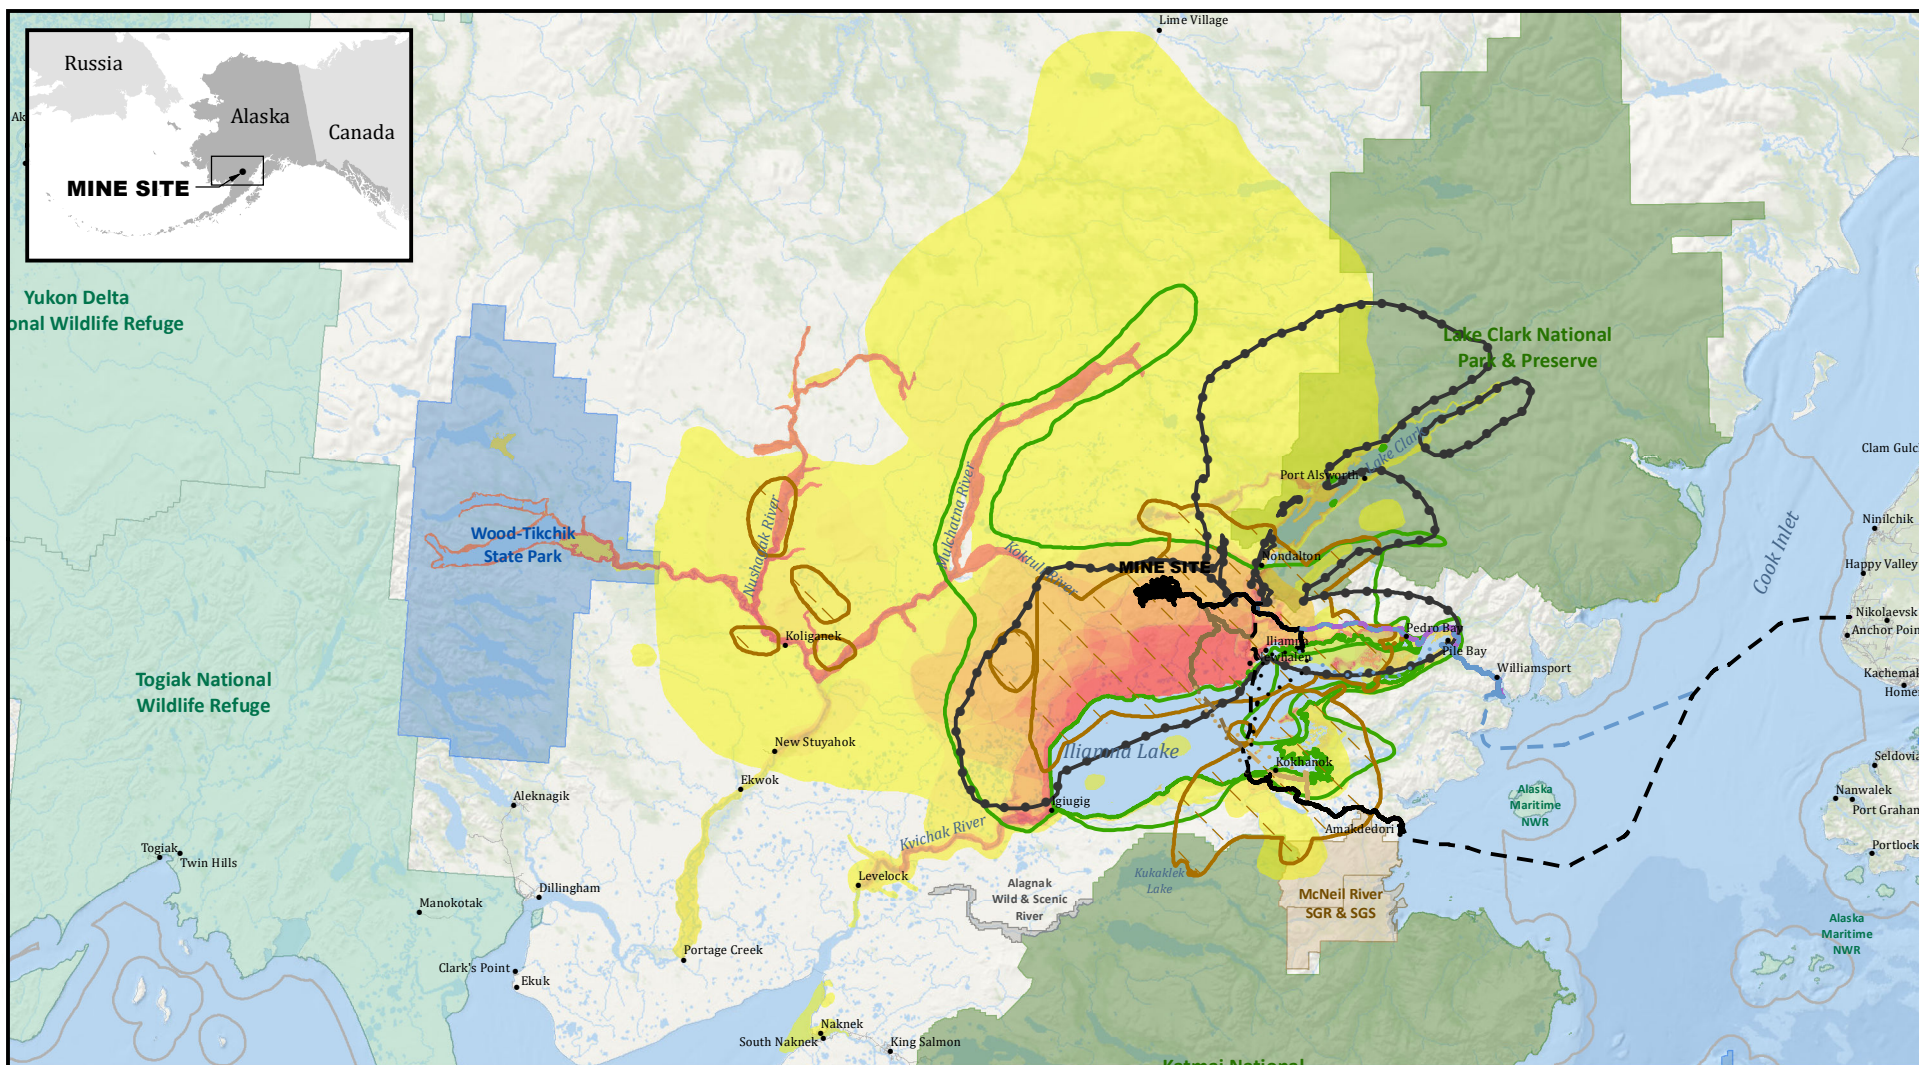 Lime Village
Russia
Alaska
Canada
MINE SITE
Ak
Yukon Delta
onal Wildlife Refuge
Lake Clark National
Park & Preserve
Clam Gulc
Lake Clark
Port Alsworth
Mulchatna River
Nushagak River
Wood-Tikchik
State Park
Ninilchik
Cook Inlet
Koktuli River
Nondalton
MINE SITE
Happy Valley
Nikolaevsk
Anchor Poin
Koliganek
Iliamna
Newhalen
Pedro Bay
Pile Bay
Williamsport
Kachemak
Homer
Togiak National
Wildlife Refuge
New Stuyahok
Iliamna Lake
Kokhanok
Seldovia
Ekwok
Aleknagik
Igiugig
Alaska
Maritime
NWR
Nanwalek
Port Graham
Amakdedori
Kvichak River
Portlock
Togiak
Twin Hills
Levelock
Kukaklek
Lake
Alagnak
Wild & Scenic
River
McNeil River
SGR & SGS
Dillingham
Manokotak
Alaska
Maritime
NWR
Portage Creek
Clark's Point
Ekuk
Naknek
South Naknek
King Salmon
Katmai National